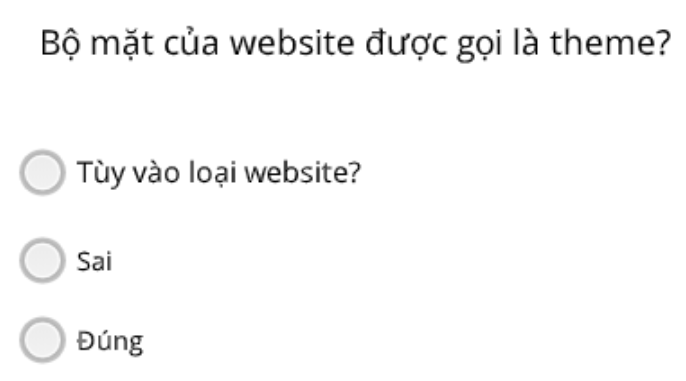 Bộ mặt của website được gọi là theme?
Tùy vào loại website?
Sai
Đúng